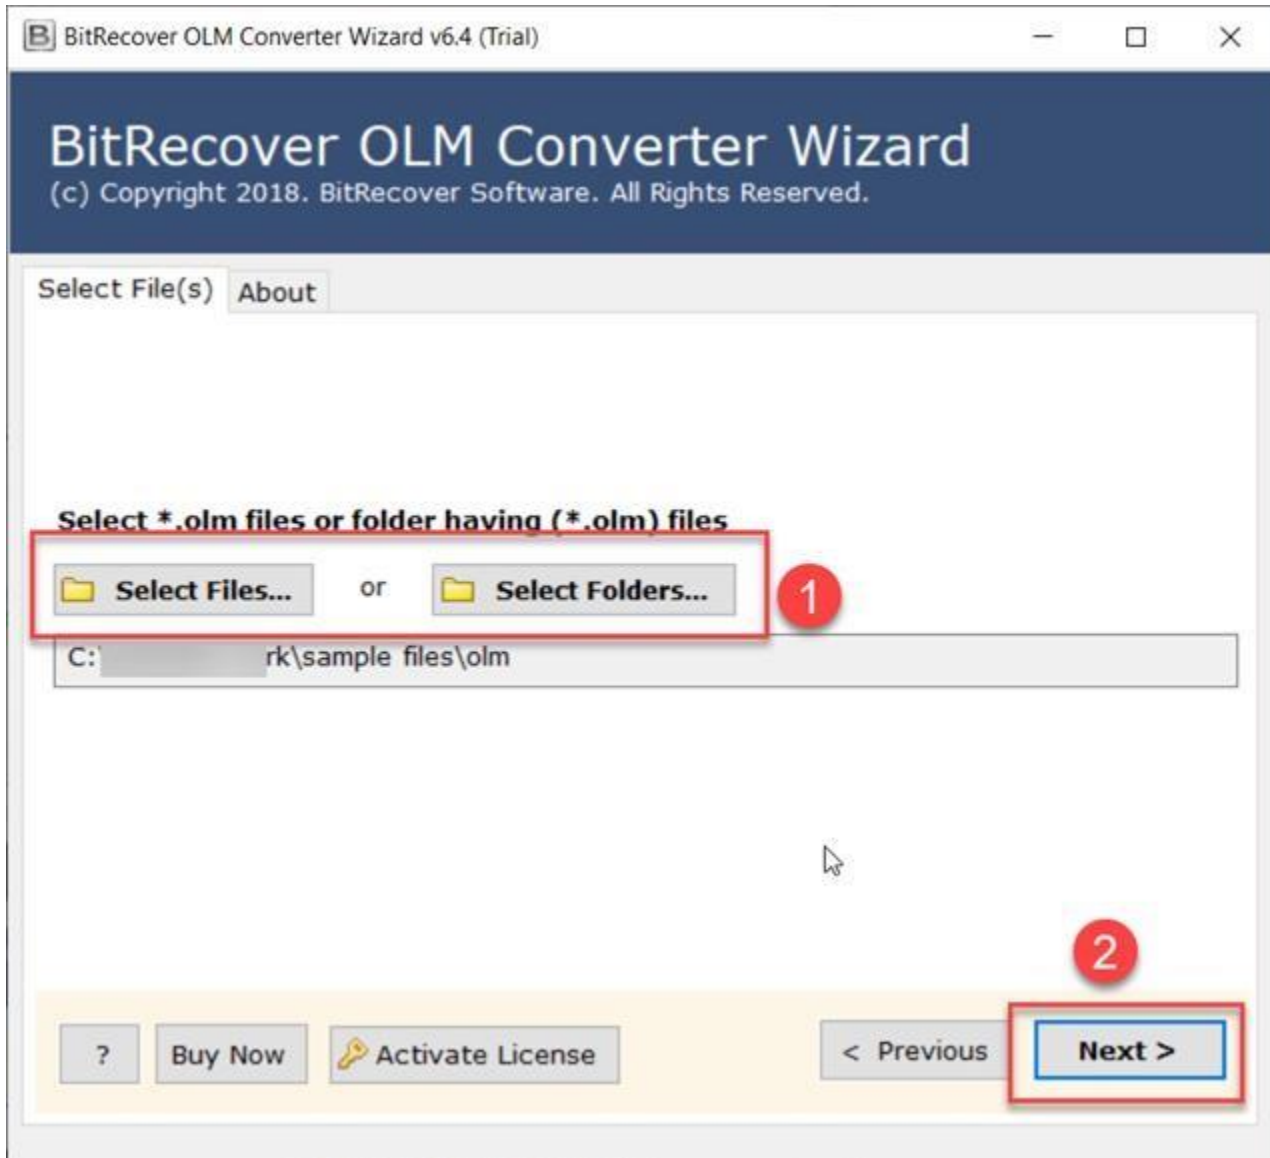 BitRecover OLM Converter Wizard v6.4 (Trial)
BitRecover OLM Converter Wizard
(c) Copyright 2018. BitRecover Software. All Rights Reserved.
Select File(s) About
Select *.olm files or folder having (*.olm) files
Select Files... or Select Folders... 1
C: rk\sample files\olm
2
? Buy Now Activate License < Previous Next >